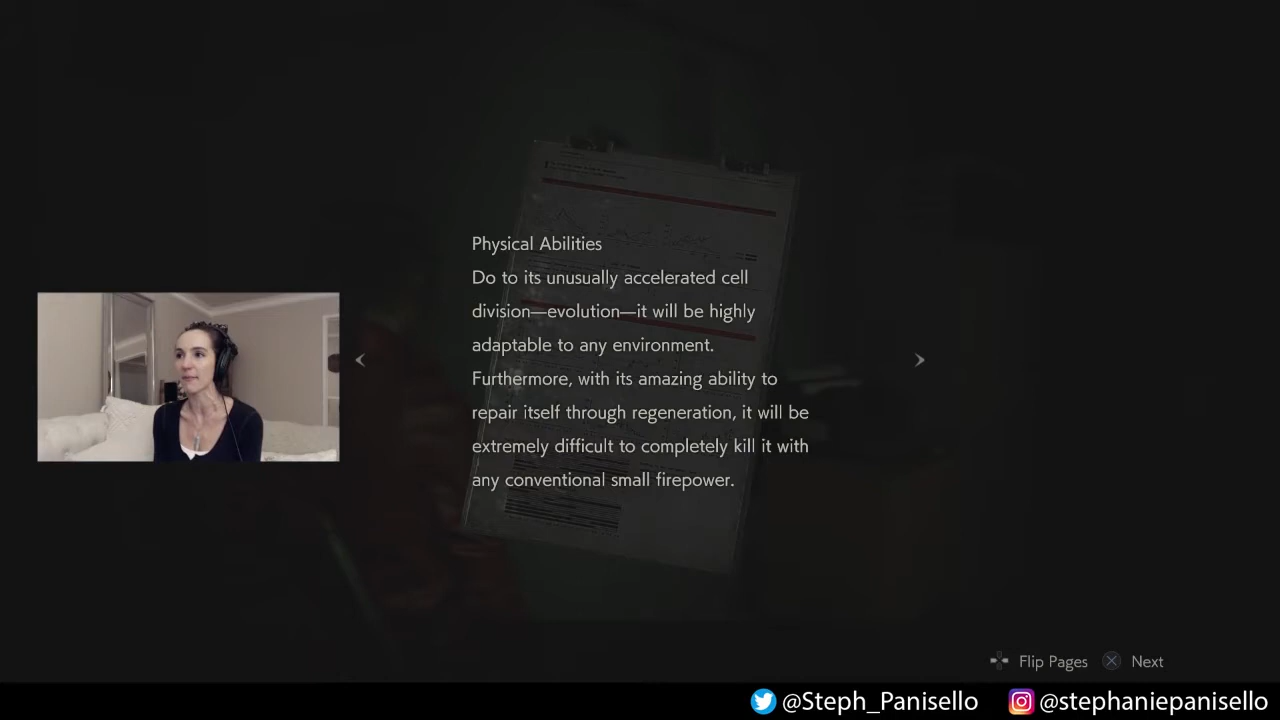 Physical Abilities
Do to its unusually accelerated cell
division—evolution—it will be highly
adaptable to any environment.
Furthermore, with its amazing ability to
repair itself through regeneration, it will be
extremely difficult to completely kill it with
any conventional small firepower.
Flip Pages Next
@Steph_Panisello @stephaniepanisello